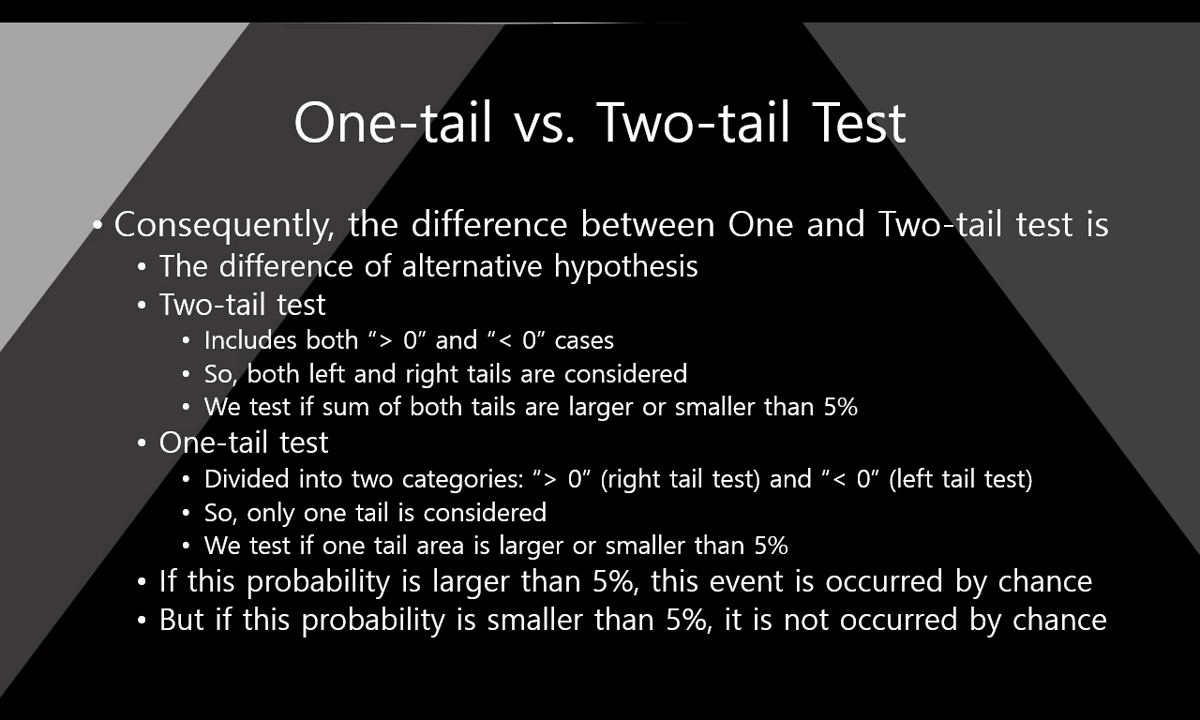 One-tail vs. Two-tail Test
• Consequently, the difference between One and Two-tail test is
• The difference of alternative hypothesis
• Two-tail test
• Includes both “> 0” and “< 0” cases
• So, both left and right tails are considered
• We test if sum of both tails are larger or smaller than 5%
• One-tail test
• Divided into two categories: “> 0” (right tail test) and “< 0” (left tail test)
• So, only one tail is considered
• We test if one tail area is larger or smaller than 5%
• If this probability is larger than 5%, this event is occurred by chance
• But if this probability is smaller than 5%, it is not occurred by chance